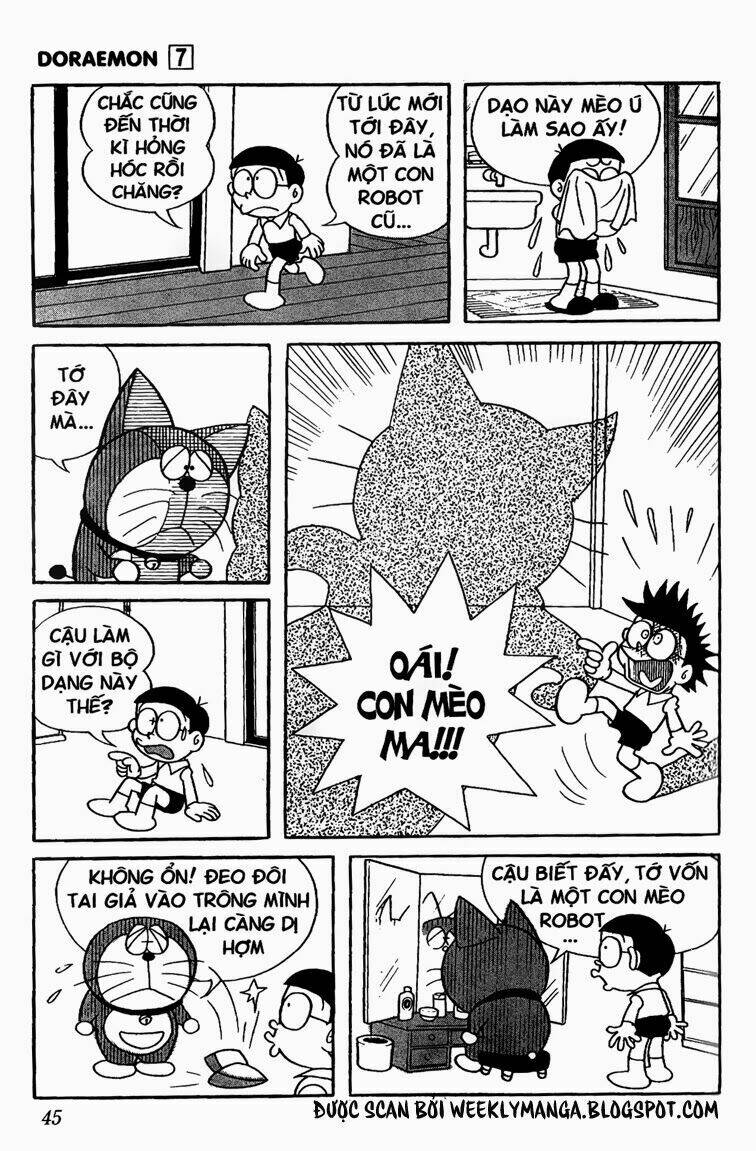 DORAEMON 7
DẠO NÀY MÈO Ú
LÀM SAO ẤY!
TỪ LÚC MỚI
TỚI ĐÂY,
NÓ ĐÃ LÀ
MỘT CON
ROBOT
CŨ...
CHẮC CŨNG
ĐẾN THỜI
KÌ HỎNG
HÓC RỒI
CHĂNG?
QÁI!
CON MÈO
MA!!!
TỚ
ĐÂY
MÀ...
CẬU LÀM
GÌ VỚI BỘ
DẠNG NÀY
THẾ?
CẬU BIẾT ĐẤY, TỚ VỐN
LÀ MỘT CON MÈO
ROBOT
...
KHÔNG ỔN! ĐEO ĐÔI
TAI GIẢ VÀO TRÔNG MÌNH
LẠI CÀNG DỊ
HỢM
45
ĐƯỢC SCAN BỞI WEEKLYMANGA.BLOGSPOT.COM